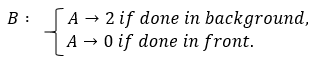 B : A → 2 if done in background,
A → 0 if done in front.